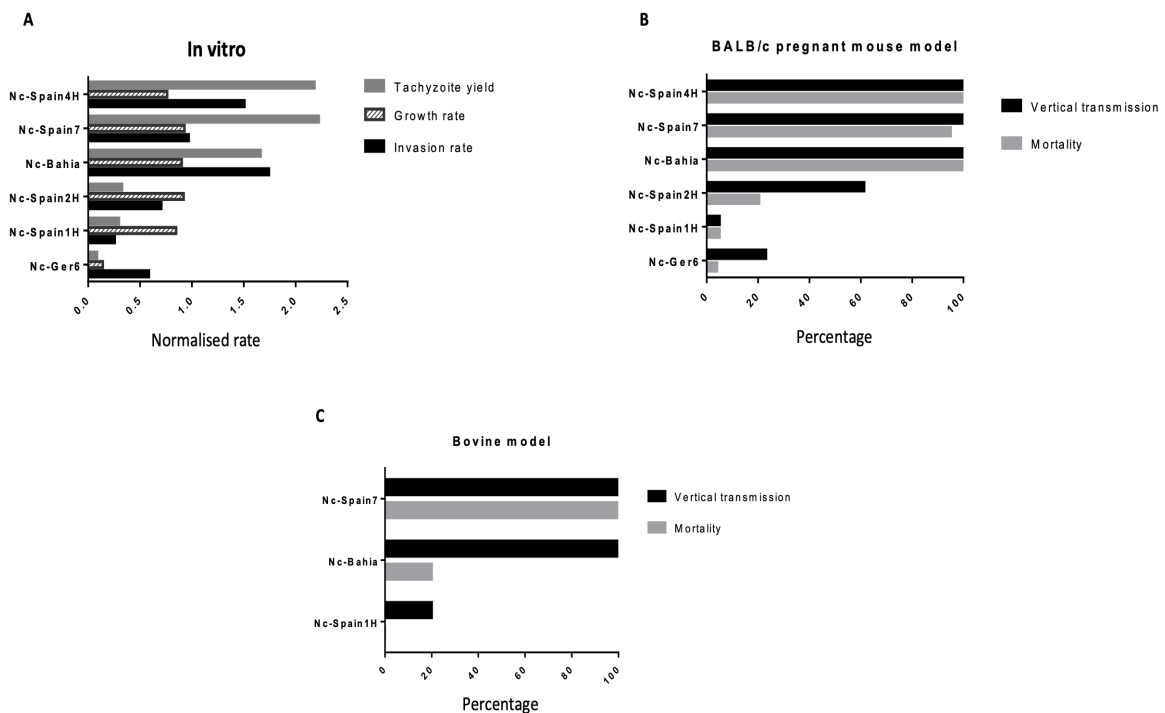 A
In vitro
Nc-Spain4H
Nc-Spain7
Nc-Bahia
Nc-Spain2H
Nc-Spain1H
Nc-Ger6
0.0 0.5 1.0 1.5 2.0 2.5
Normalised rate
Tachyzoite yield
Growth rate
Invasion rate
B
BALB/c pregnant mouse model
Nc-Spain4H
Nc-Spain7
Nc-Bahia
Nc-Spain2H
Nc-Spain1H
Nc-Ger6
0 20 40 60 80 100
Percentage
Vertical transmission
Mortality
C
Bovine model
Nc-Spain7
Nc-Bahia
Nc-Spain1H
0 20 40 60 80 100
Percentage
Vertical transmission
Mortality